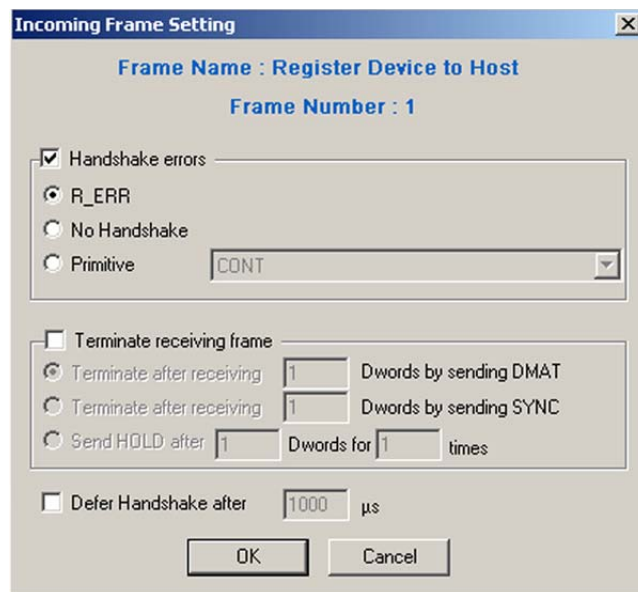 Incoming Frame Setting
Frame Name : Register Device to Host
Frame Number : 1
Handshake errors
R_ERR
No Handshake
Primitive CONT
Terminate receiving frame
Terminate after receiving 1 Dwords by sending DMAT
Terminate after receiving 1 Dwords by sending SYNC
Send HOLD after 1 Dwords for 1 times
Defer Handshake after 1000 µs
OK Cancel